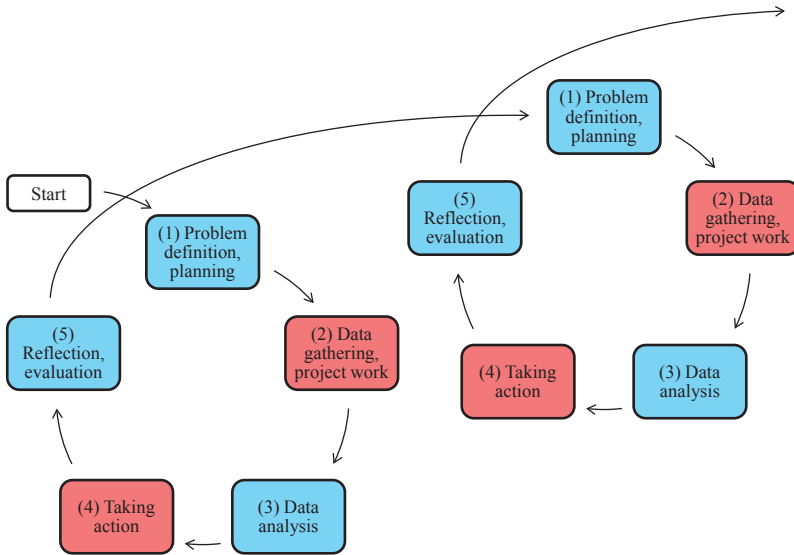 Start
(1) Problem
definition,
planning
(2) Data
gathering,
project work
(3) Data
analysis
(4) Taking
action
(5)
Reflection,
evaluation
(1) Problem
definition,
planning
(2) Data
gathering,
project work
(3) Data
analysis
(4) Taking
action
(5)
Reflection,
evaluation